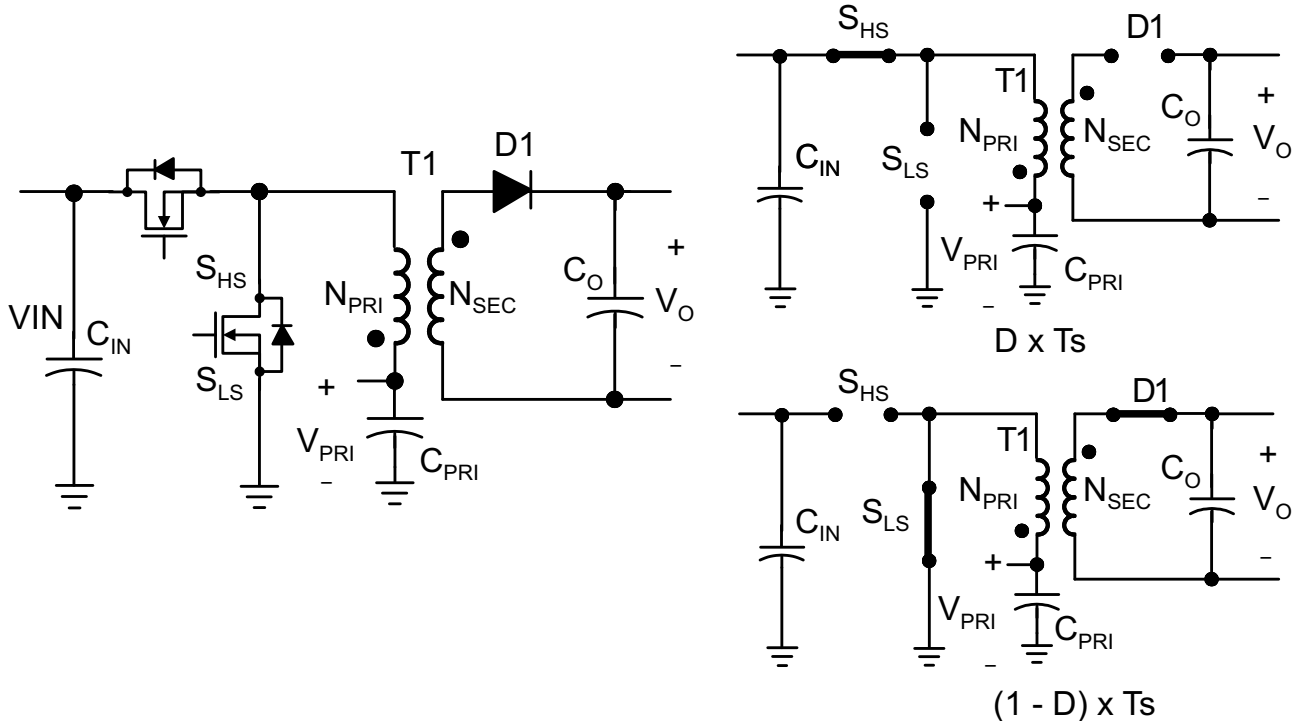 VIN
C_IN
S_HS
S_LS
T1
N_PRI
N_SEC
D1
C_O
+
V_O
–
+
V_PRI
–
C_PRI
S_HS
D1
T1
C_IN
S_LS
N_PRI
N_SEC
C_O
+
V_O
–
+
V_PRI
–
C_PRI
D x Ts
S_HS
D1
T1
C_IN
S_LS
N_PRI
N_SEC
C_O
+
V_O
–
+
V_PRI
–
C_PRI
(1 - D) x Ts